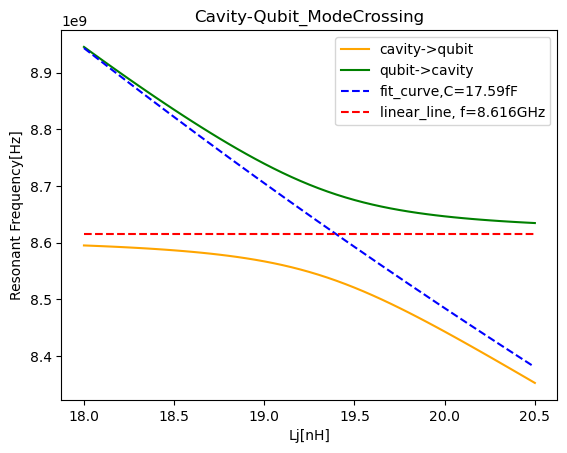 Cavity-Qubit_ModeCrossing
1e9
cavity->qubit
qubit->cavity
fit_curve,C=17.59fF
linear_line, f=8.616GHz
Resonant Frequency[Hz]
8.9
8.8
8.7
8.6
8.5
8.4
18.0 18.5 19.0 19.5 20.0 20.5
Lj[nH]